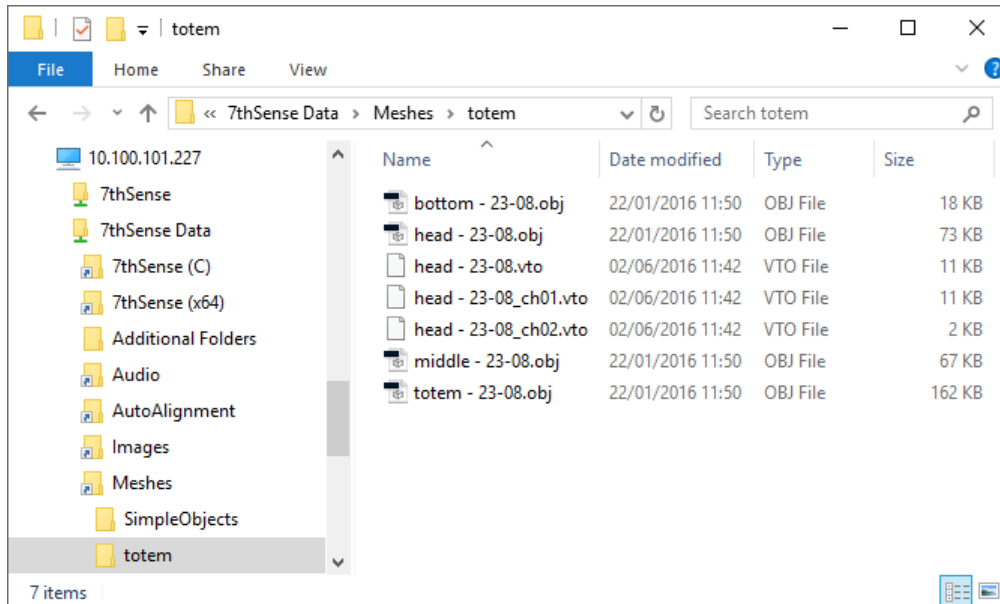 totem
File Home Share View ?
« 7thSense Data > Meshes > totem Search totem
10.100.101.227
7thSense
7thSense Data
7thSense (C)
7thSense (x64)
Additional Folders
Audio
AutoAlignment
Images
Meshes
SimpleObjects
totem
Name Date modified Type Size
bottom - 23-08.obj 22/01/2016 11:50 OBJ File 18 KB
head - 23-08.obj 22/01/2016 11:50 OBJ File 73 KB
head - 23-08.vto 02/06/2016 11:42 VTO File 11 KB
head - 23-08_ch01.vto 02/06/2016 11:42 VTO File 11 KB
head - 23-08_ch02.vto 02/06/2016 11:42 VTO File 2 KB
middle - 23-08.obj 22/01/2016 11:50 OBJ File 67 KB
totem - 23-08.obj 22/01/2016 11:50 OBJ File 162 KB
7 items